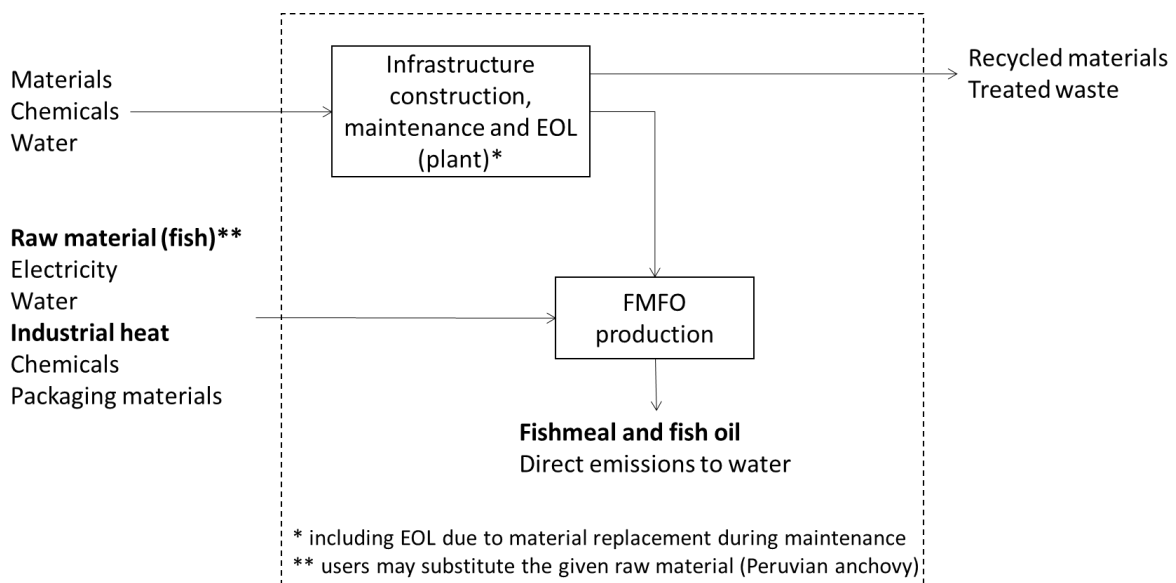 Materials
Chemicals
Water
Infrastructure
construction,
maintenance and EOL
(plant)*
Recycled materials
Treated waste
Raw material (fish)**
Electricity
Water
Industrial heat
Chemicals
Packaging materials
FMFO
production
Fishmeal and fish oil
Direct emissions to water
* including EOL due to material replacement during maintenance
** users may substitute the given raw material (Peruvian anchovy)